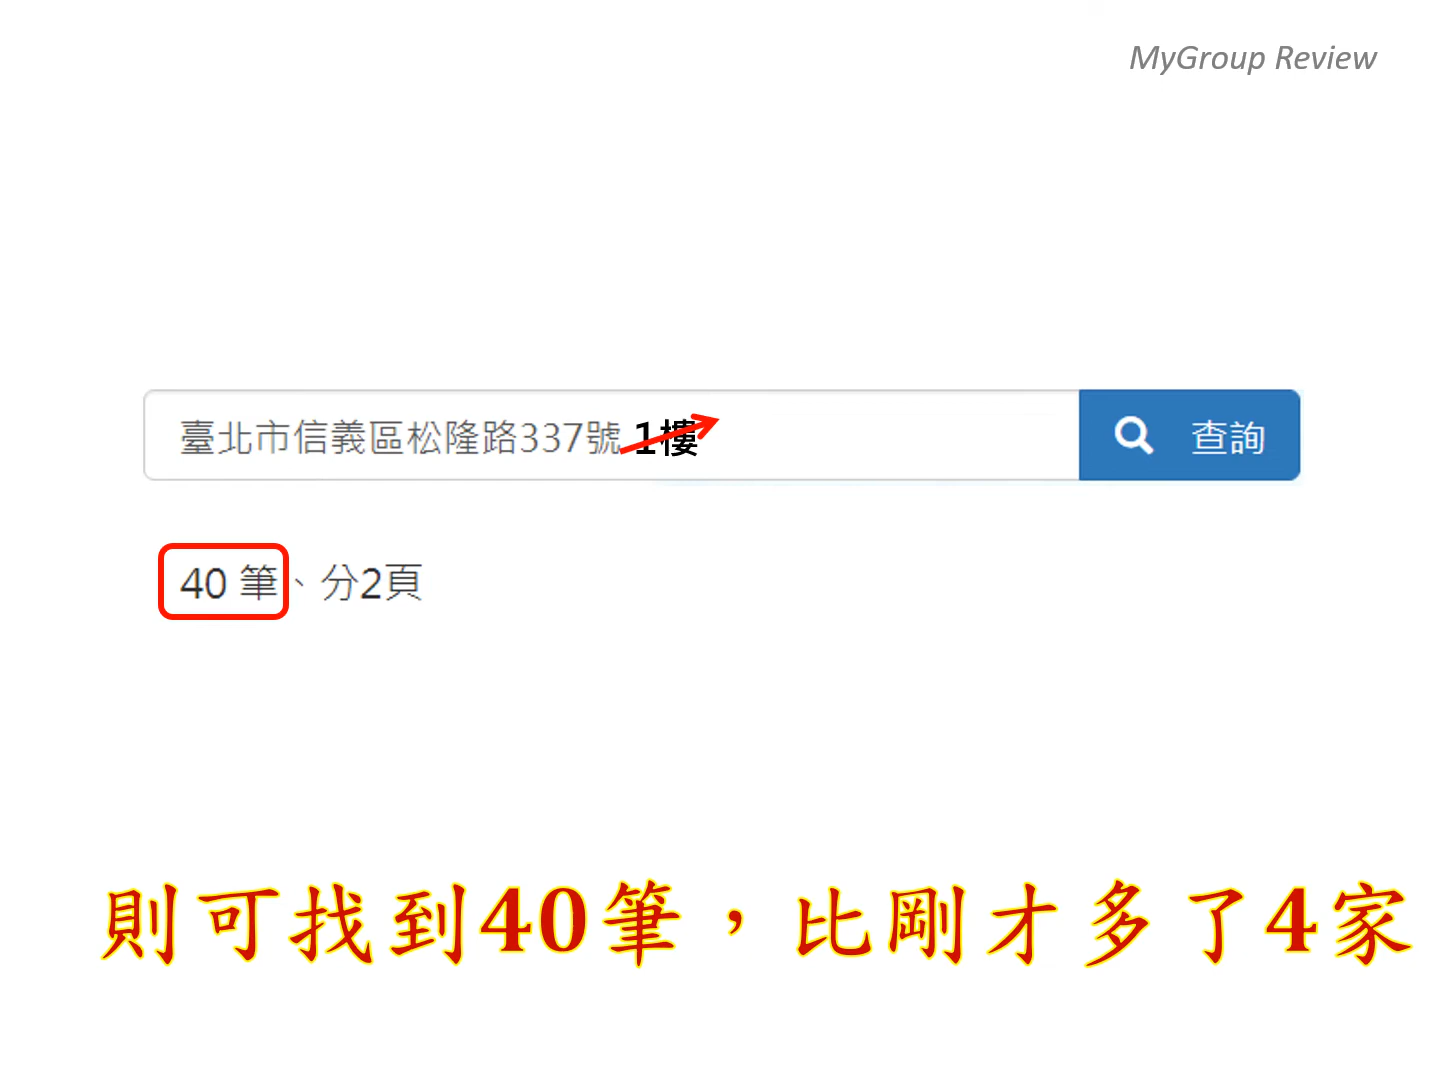 MyGroup Review
臺北市信義區松隆路337號 1樓
查詢
40 筆、分2頁
則可找到40筆，比剛才多了4家